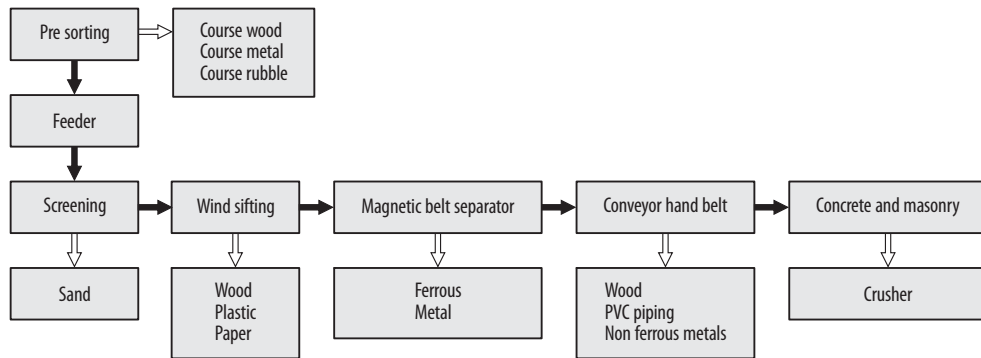 Pre sorting
Course wood
Course metal
Course rubble
Feeder
Screening
Wind sifting
Magnetic belt separator
Conveyor hand belt
Concrete and masonry
Sand
Wood
Plastic
Paper
Ferrous
Metal
Wood
PVC piping
Non ferrous metals
Crusher